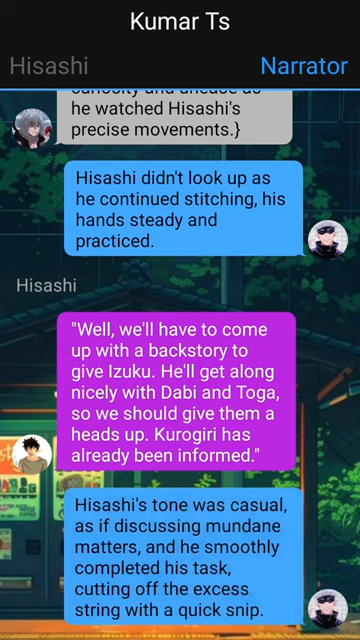 Kumar Ts
Hisashi
Narrator
curiosity and unease as
he watched Hisashi's
precise movements.}
Hisashi didn't look up as
he continued stitching, his
hands steady and
practiced.
Hisashi
"Well, we'll have to come
up with a backstory to
give Izuku. He'll get along
nicely with Dabi and Toga,
so we should give them a
heads up. Kurogiri has
already been informed."
Hisashi's tone was casual,
as if discussing mundane
matters, and he smoothly
completed his task,
cutting off the excess
string with a quick snip.